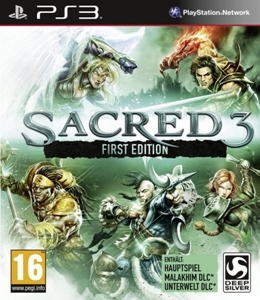 PS3
PlayStation Network
SACRED 3
FIRST EDITION
ENTHÄLT
HAUPTSPIEL
MALAKHIM DLC*
UNTERWELT DLC*
16
www.pegi.info
DEEP
SILVER